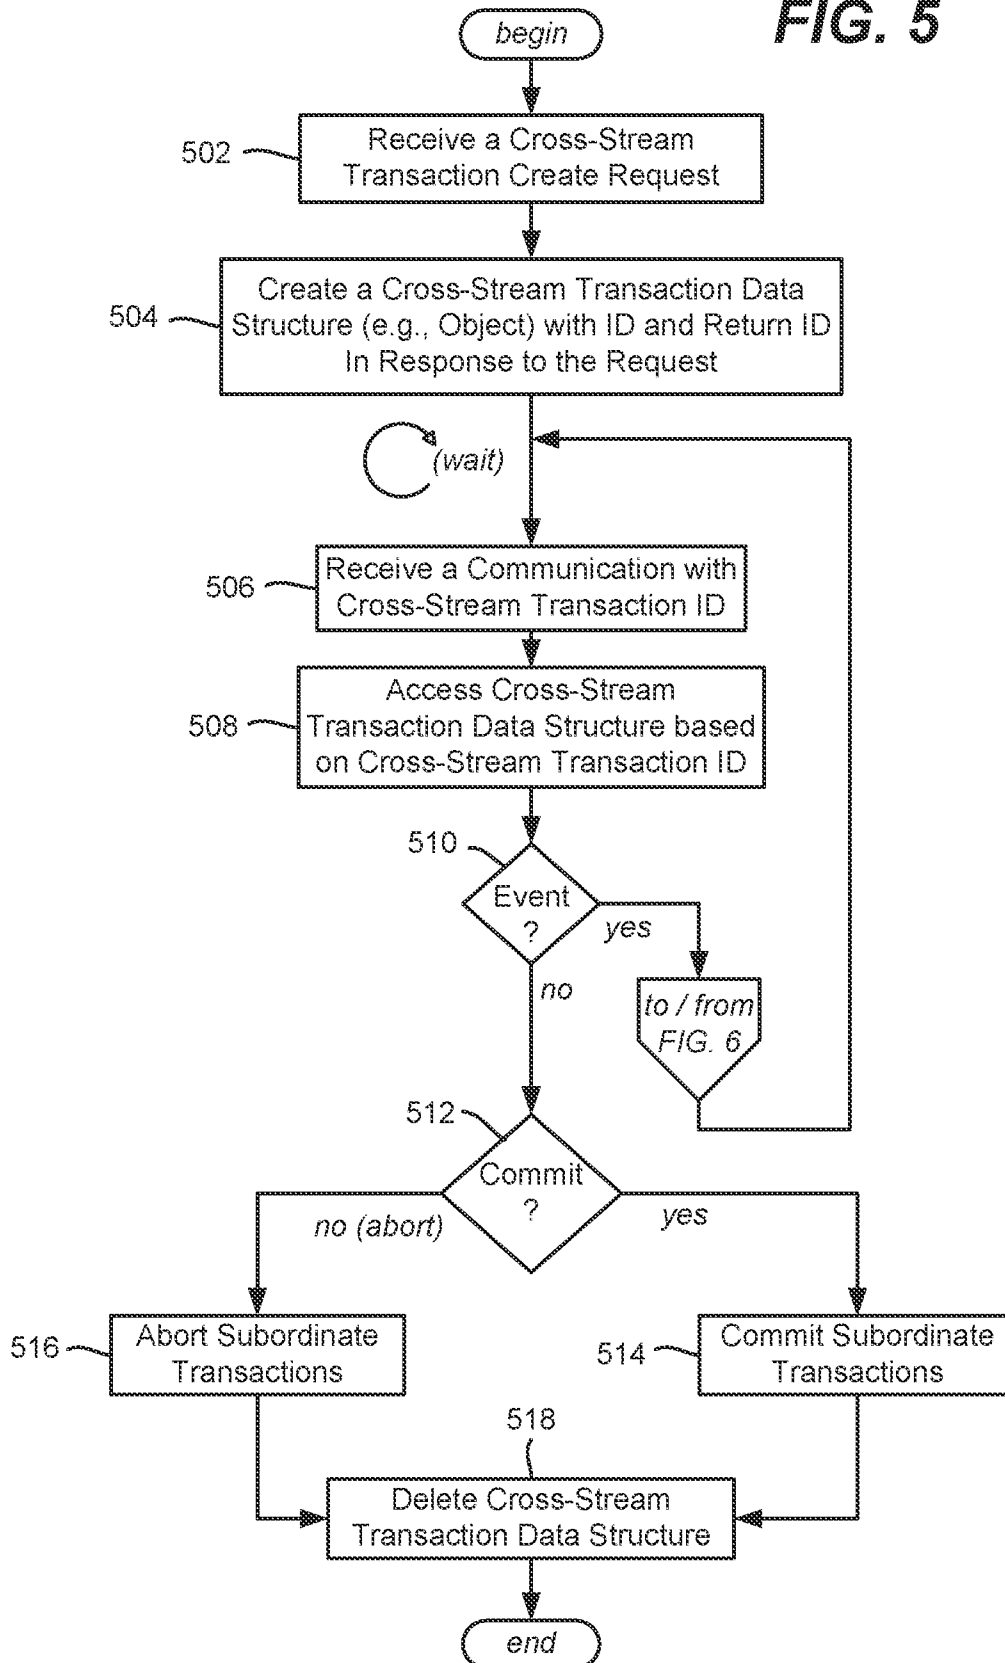 FIG. 5
begin
502
Receive a Cross-Stream
Transaction Create Request
504
Create a Cross-Stream Transaction Data
Structure (e.g., Object) with ID and Return ID
In Response to the Request
(wait)
506
Receive a Communication with
Cross-Stream Transaction ID
508
Access Cross-Stream
Transaction Data Structure based
on Cross-Stream Transaction ID
510
Event
?
yes
no
to / from
FIG. 6
512
Commit
?
no (abort)
yes
516
Abort Subordinate
Transactions
514
Commit Subordinate
Transactions
518
Delete Cross-Stream
Transaction Data Structure
end